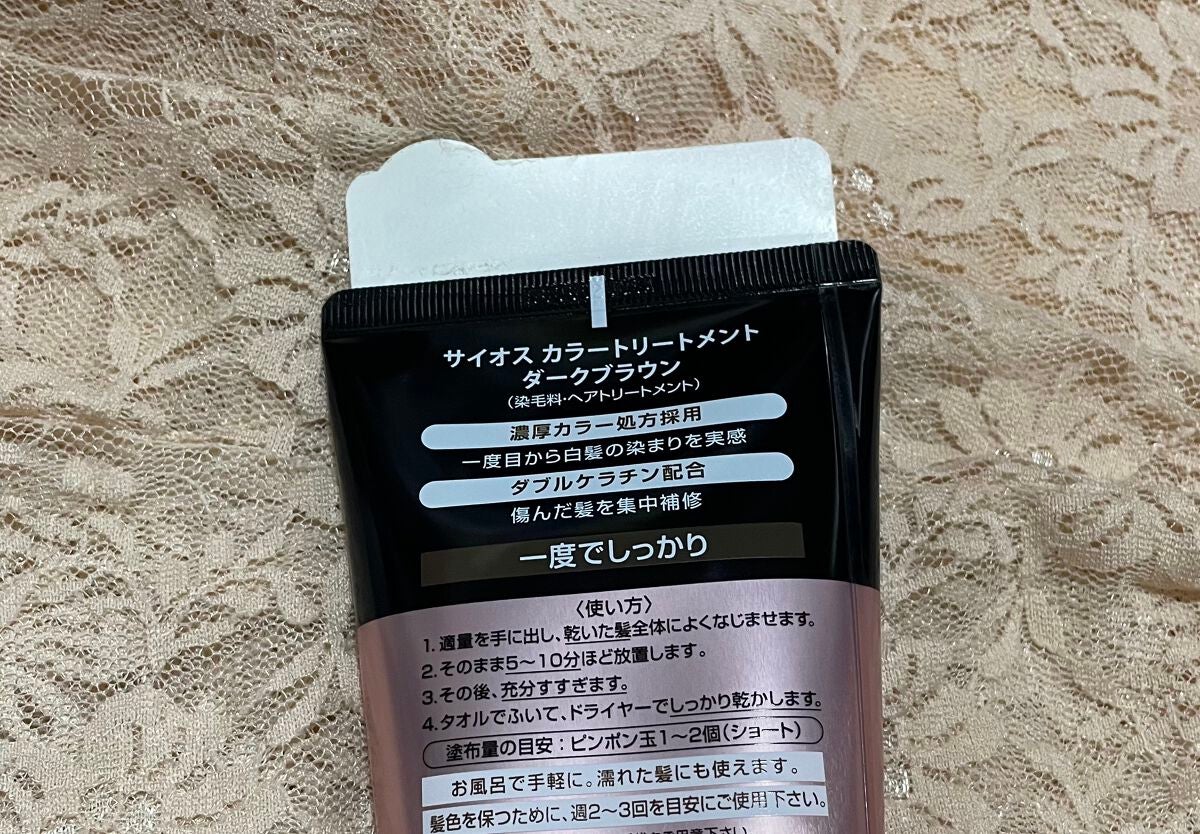 サイオス カラートリートメント
ダークブラウン
(染毛料・ヘアトリートメント)
濃厚カラー処方採用
一度目から白髪の染まりを実感
ダブルケラチン配合
傷んだ髪を集中補修
一度でしっかり
〈使い方〉
1. 適量を手に出し、乾いた髪全体によくなじませます。
2. そのまま5～10分ほど放置します。
3. その後、充分すすぎます。
4. タオルでふいて、ドライヤーでしっかり乾かします。
塗布量の目安：ピンポン玉1～2個(ショート)
お風呂で手軽に。濡れた髪にも使えます。
髪色を保つために、週2～3回を目安にご使用下さい。